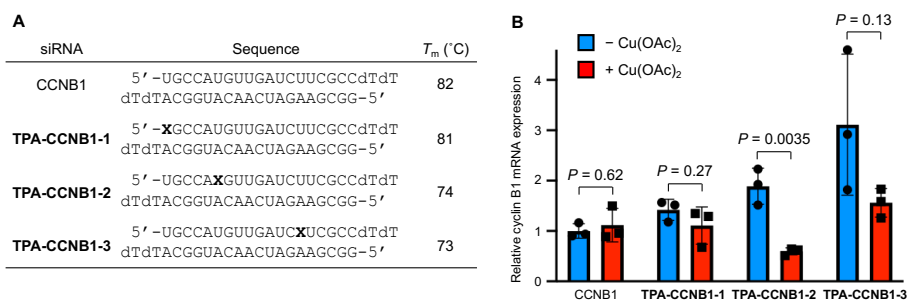 A
siRNA Sequence Tm (˚C)
CCNB1 5′-UGCCAUGUUGAUCUUCGCCdTdT 82
dTdTACGGUACAACUAGAAGCGG-5′
TPA-CCNB1-1 5′-XGCCAUGUUGAUCUUCGCCdTdT 81
dTdTACGGUACAACUAGAAGCGG-5′
TPA-CCNB1-2 5′-UGCCAXGUUGAUCUUCGCCdTdT 74
dTdTACGGUACAACUAGAAGCGG-5′
TPA-CCNB1-3 5′-UGCCAUGUUGAUCXUCGCCdTdT 73
dTdTACGGUACAACUAGAAGCGG-5′
B
Relative cyclin B1 mRNA expression
− Cu(OAc)2
+ Cu(OAc)2
P = 0.13
P = 0.0035
P = 0.62
P = 0.27
4
3
2
1
0
CCNB1 TPA-CCNB1-1 TPA-CCNB1-2 TPA-CCNB1-3